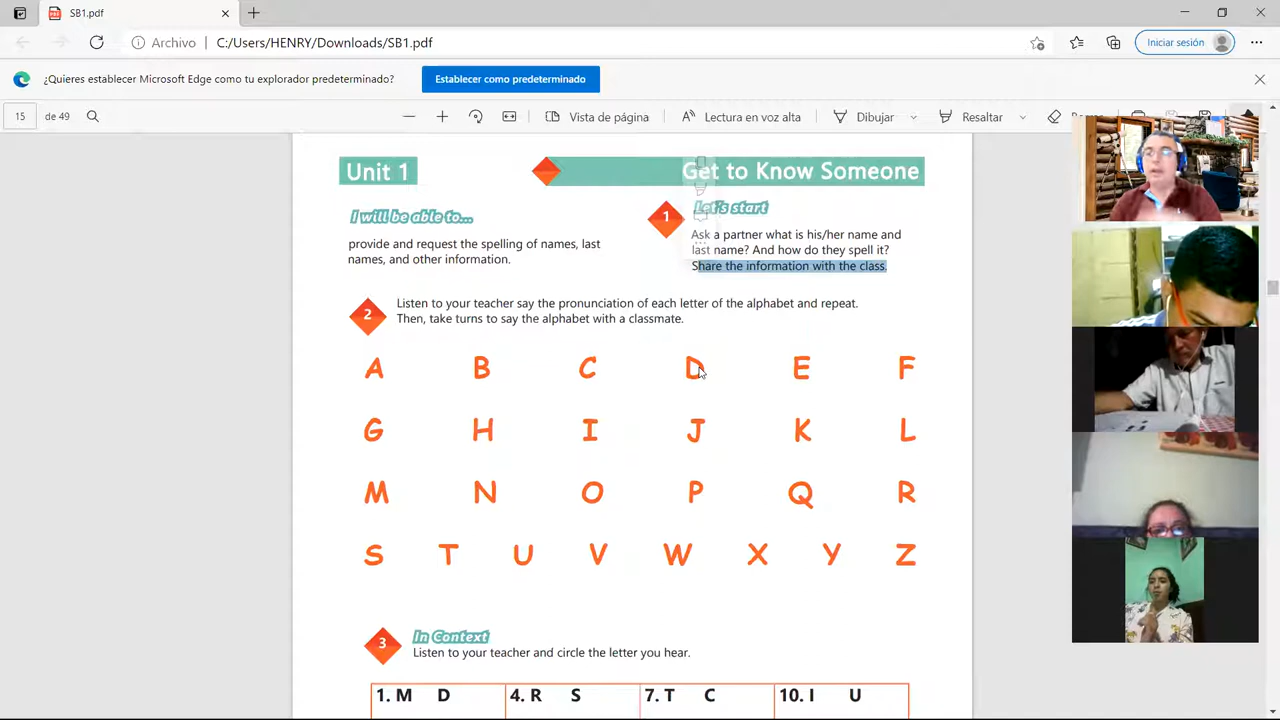 SB1.pdf
Archivo C:/Users/HENRY/Downloads/SB1.pdf
Iniciar sesión
¿Quieres establecer Microsoft Edge como tu explorador predeterminado? Establecer como predeterminado
15 de 49 Vista de página Lectura en voz alta Dibujar Resaltar
Unit 1 Get to Know Someone
I will be able to...
provide and request the spelling of names, last
names, and other information.
1 Let's start
Ask a partner what is his/her name and
last name? And how do they spell it?
Share the information with the class.
2 Listen to your teacher say the pronunciation of each letter of the alphabet and repeat.
Then, take turns to say the alphabet with a classmate.
A B C D E F
G H I J K L
M N O P Q R
S T U V W X Y Z
3 In Context
Listen to your teacher and circle the letter you hear.
1. M D 4. R S 7. T C 10. I U